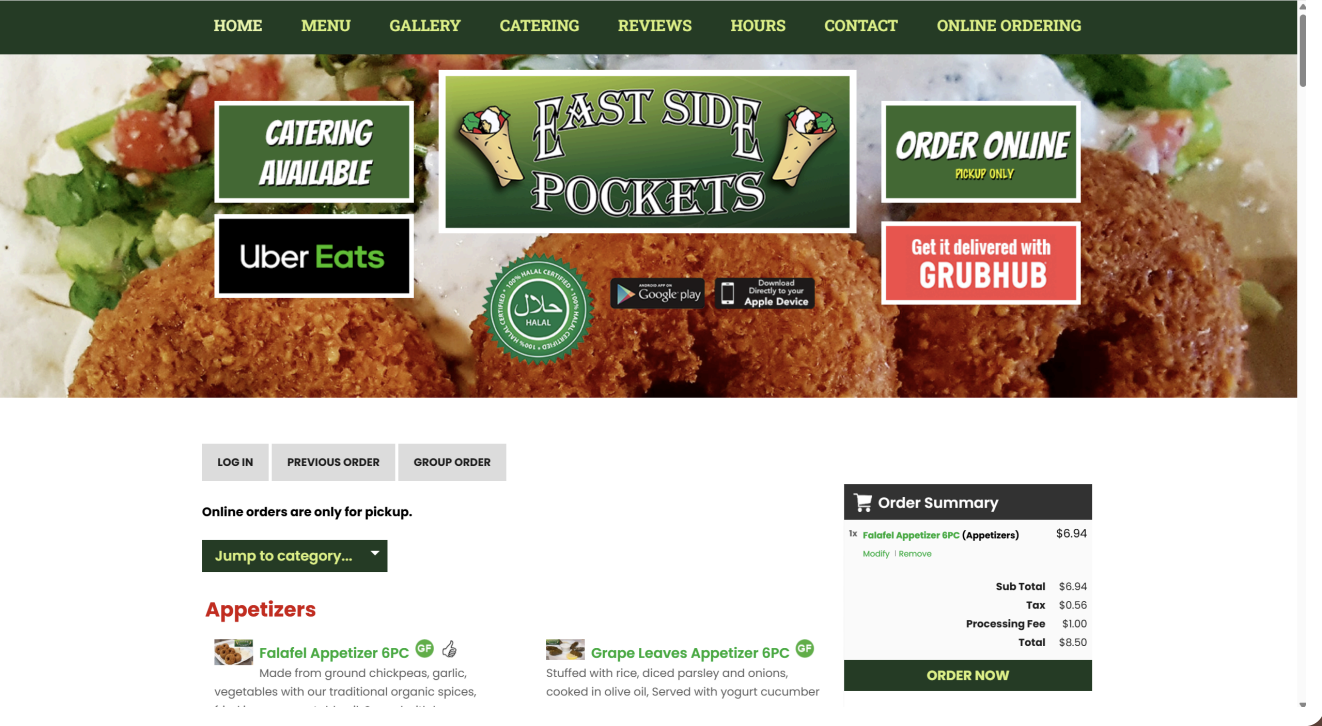 HOME MENU GALLERY CATERING REVIEWS HOURS CONTACT ONLINE ORDERING
CATERING
AVAILABLE
Uber Eats
EAST SIDE
POCKETS
100% HALAL CERTIFIED
حلال
HALAL
ANDROID APP ON
Google play
Download
Directly to your
Apple Device
ORDER ONLINE
PICKUP ONLY
Get it delivered with
GRUBHUB
LOG IN PREVIOUS ORDER GROUP ORDER
Online orders are only for pickup.
Jump to category...
Appetizers
Falafel Appetizer 6PC GF
Made from ground chickpeas, garlic,
vegetables with our traditional organic spices,
Grape Leaves Appetizer 6PC GF
Stuffed with rice, diced parsley and onions,
cooked in olive oil, Served with yogurt cucumber
Order Summary
1x Falafel Appetizer 6PC (Appetizers) $6.94
Modify | Remove
Sub Total $6.94
Tax $0.56
Processing Fee $1.00
Total $8.50
ORDER NOW